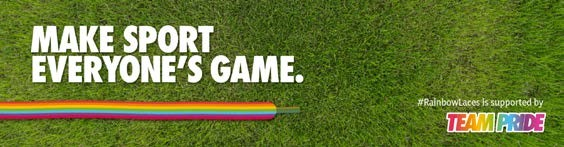 MAKE SPORT
EVERYONE'S GAME.
#RainbowLaces is supported by
TEAM PRIDE